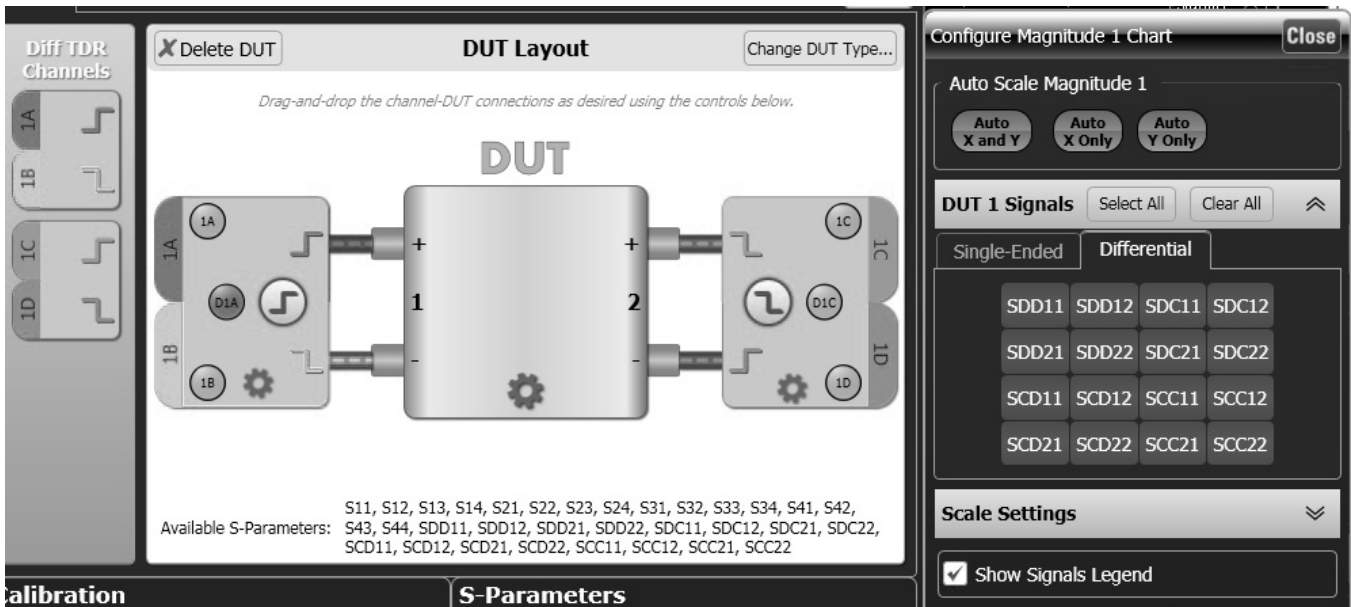 Diff TDR
Channels
1A
1B
1C
1D
✗ Delete DUT
DUT Layout
Change DUT Type...
Drag-and-drop the channel-DUT connections as desired using the controls below.
DUT
1A
1A
D1A
1B
1B
+
1
-
+
2
-
1C
1C
D1C
1D
1D
Available S-Parameters:
S11, S12, S13, S14, S21, S22, S23, S24, S31, S32, S33, S34, S41, S42,
S43, S44, SDD11, SDD12, SDD21, SDD22, SDC11, SDC12, SDC21, SDC22,
SCD11, SCD12, SCD21, SCD22, SCC11, SCC12, SCC21, SCC22
alibration
S-Parameters
Configure Magnitude 1 Chart
Close
Auto Scale Magnitude 1
Auto
X and Y
Auto
X Only
Auto
Y Only
DUT 1 Signals
Select All
Clear All
Single-Ended
Differential
SDD11 SDD12 SDC11 SDC12
SDD21 SDD22 SDC21 SDC22
SCD11 SCD12 SCC11 SCC12
SCD21 SCD22 SCC21 SCC22
Scale Settings
✓ Show Signals Legend